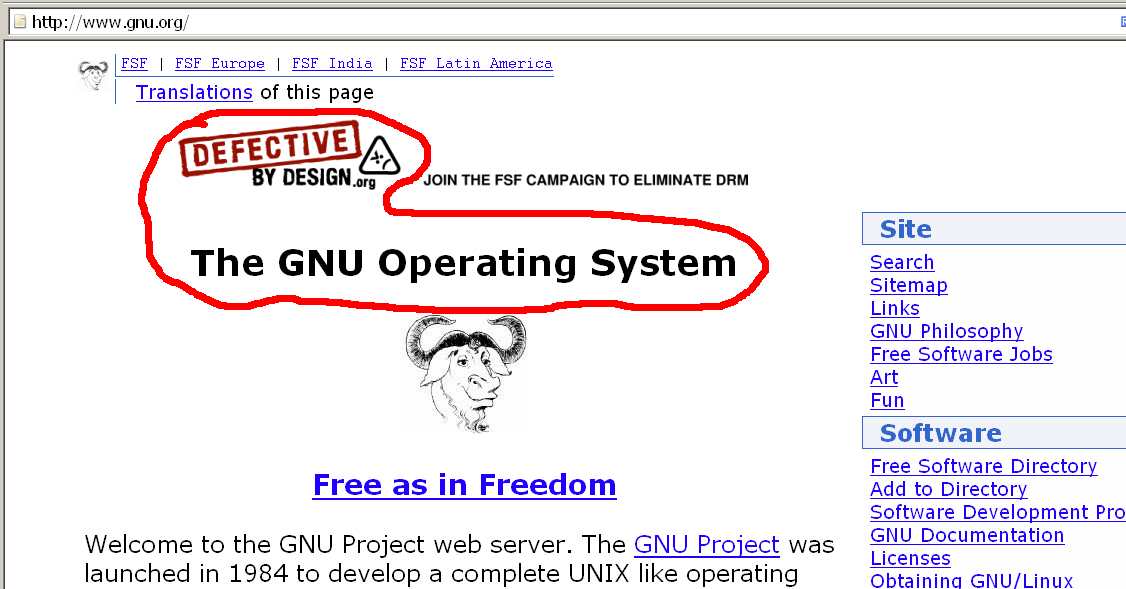 http://www.gnu.org/
FSF | FSF Europe | FSF India | FSF Latin America
Translations of this page
DEFECTIVE
BY DESIGN.org
JOIN THE FSF CAMPAIGN TO ELIMINATE DRM
The GNU Operating System
Free as in Freedom
Welcome to the GNU Project web server. The GNU Project was
launched in 1984 to develop a complete UNIX like operating
Site
Search
Sitemap
Links
GNU Philosophy
Free Software Jobs
Art
Fun
Software
Free Software Directory
Add to Directory
Software Development Pro
GNU Documentation
Licenses
Obtaining GNU/Linux